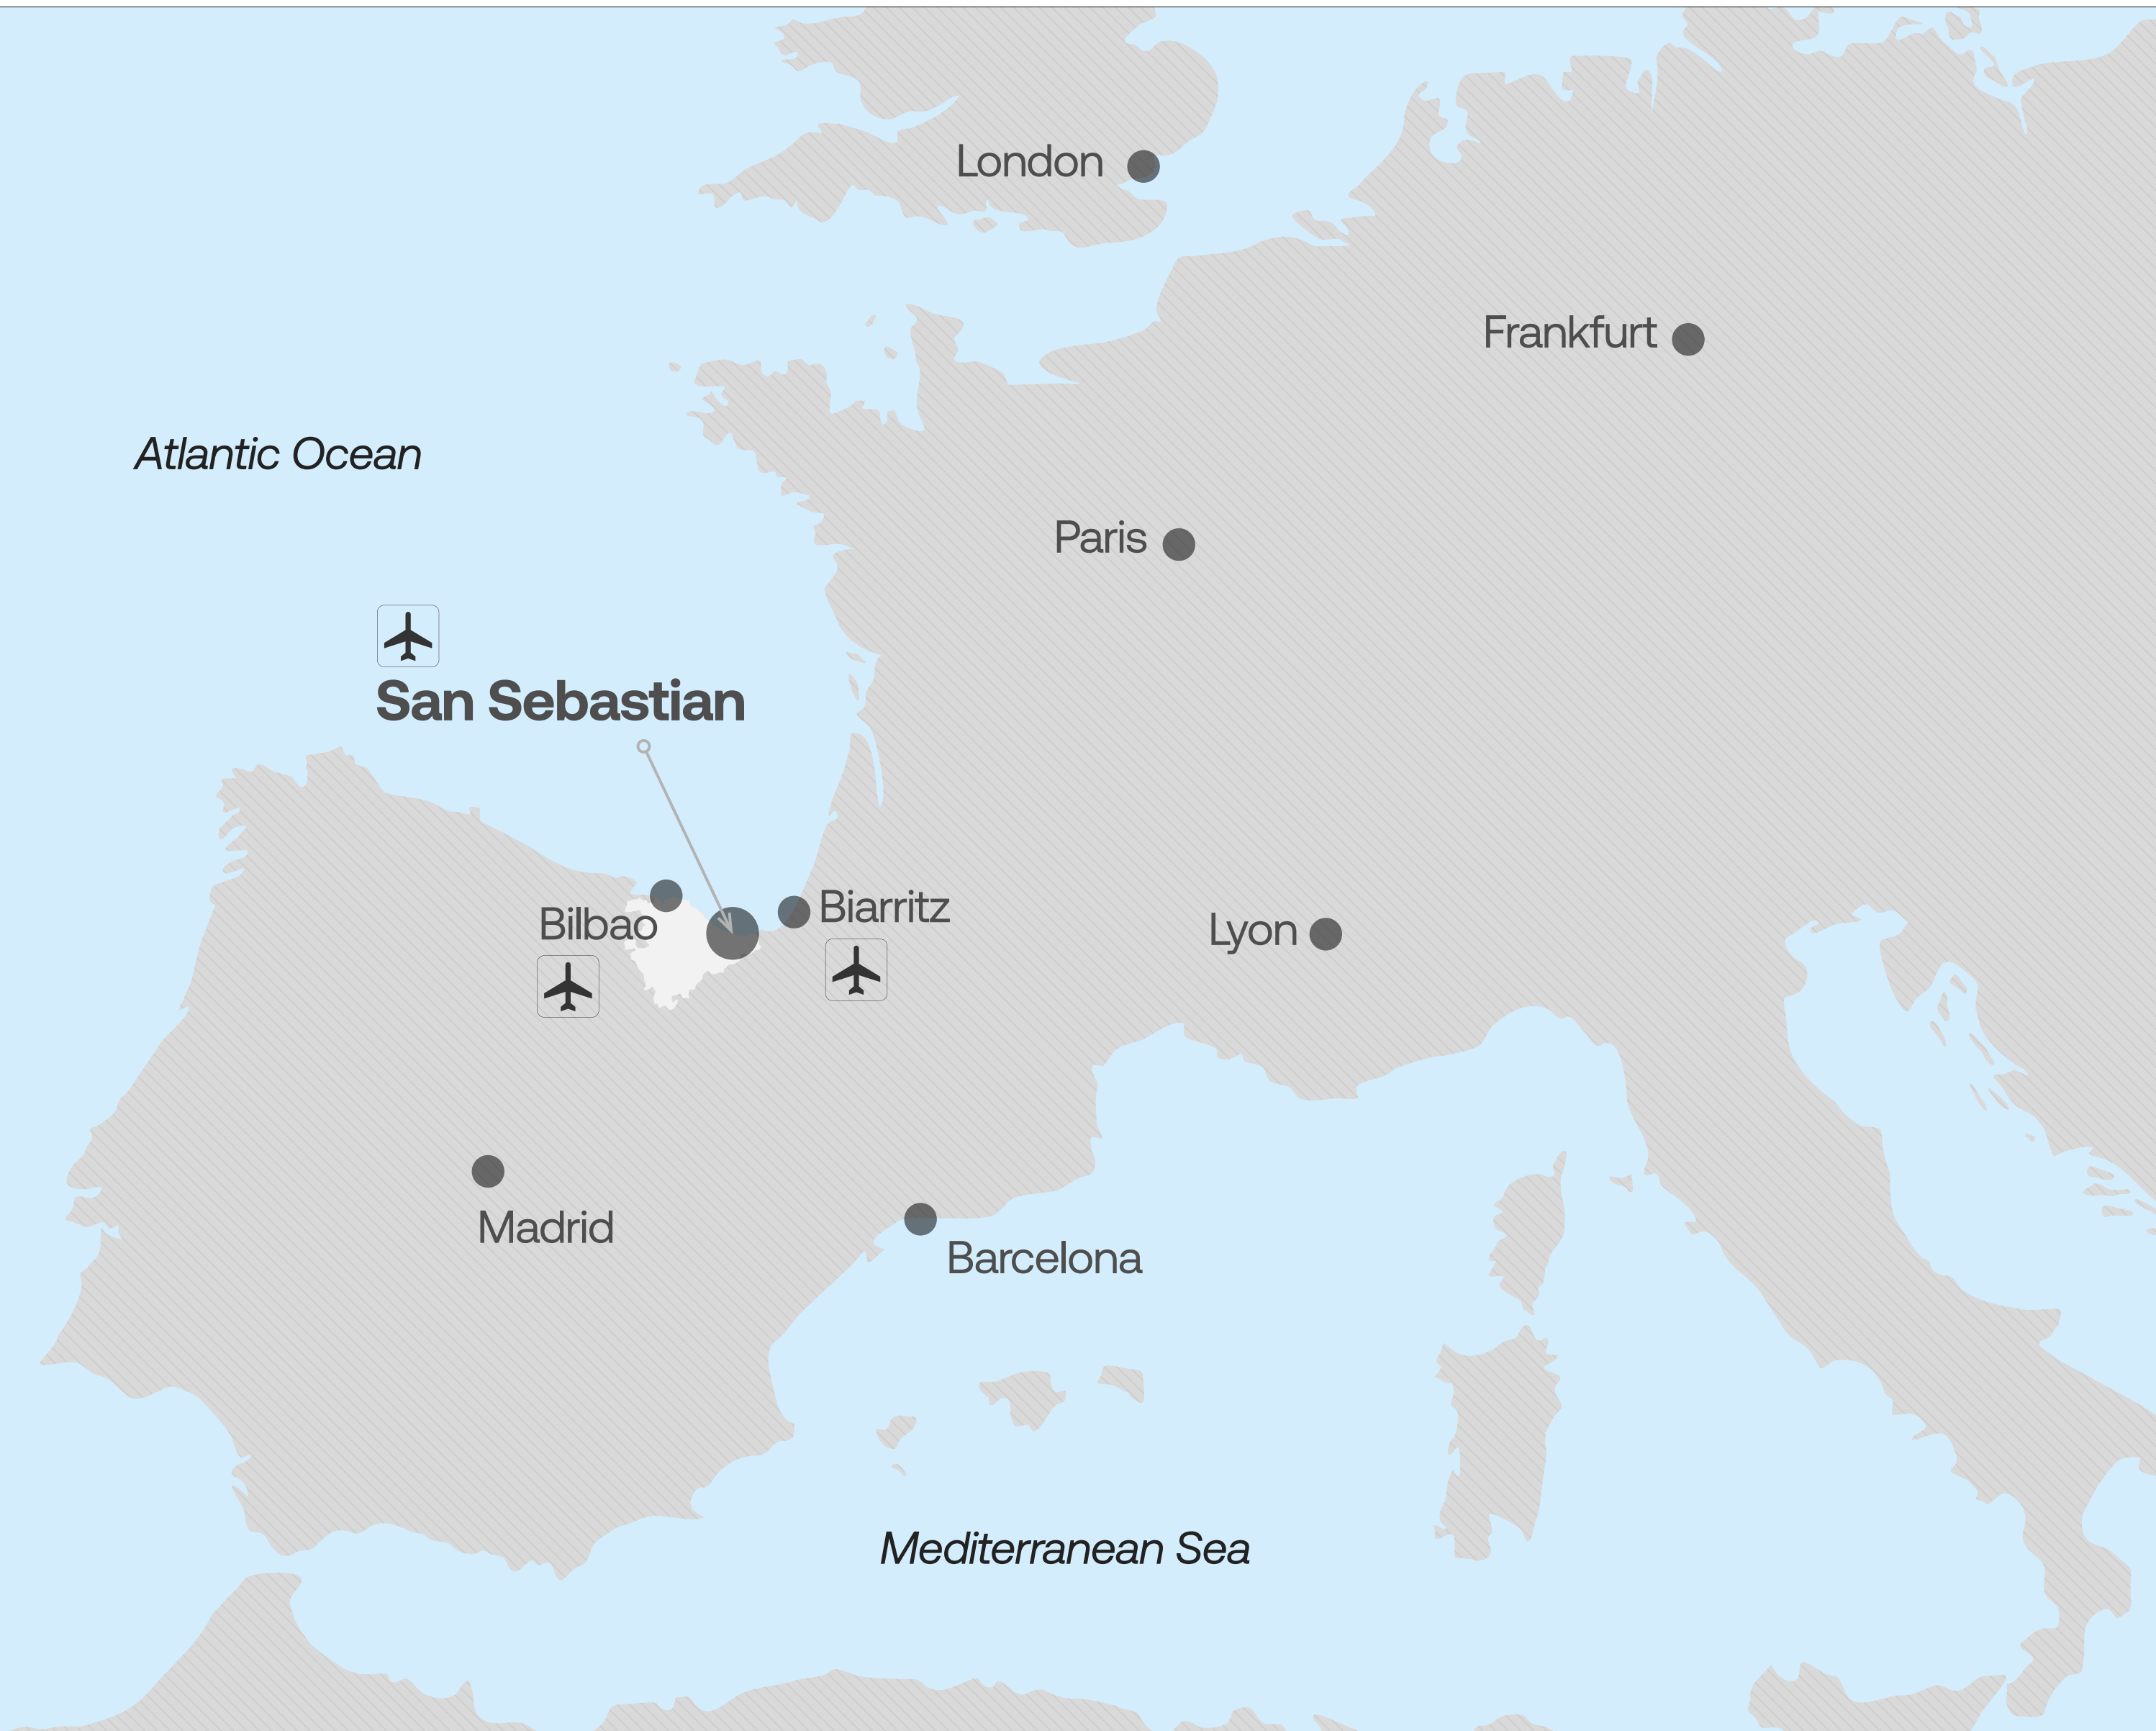 London
Frankfurt
Atlantic Ocean
Paris
San Sebastian
Bilbao
Biarritz
Lyon
Madrid
Barcelona
Mediterranean Sea